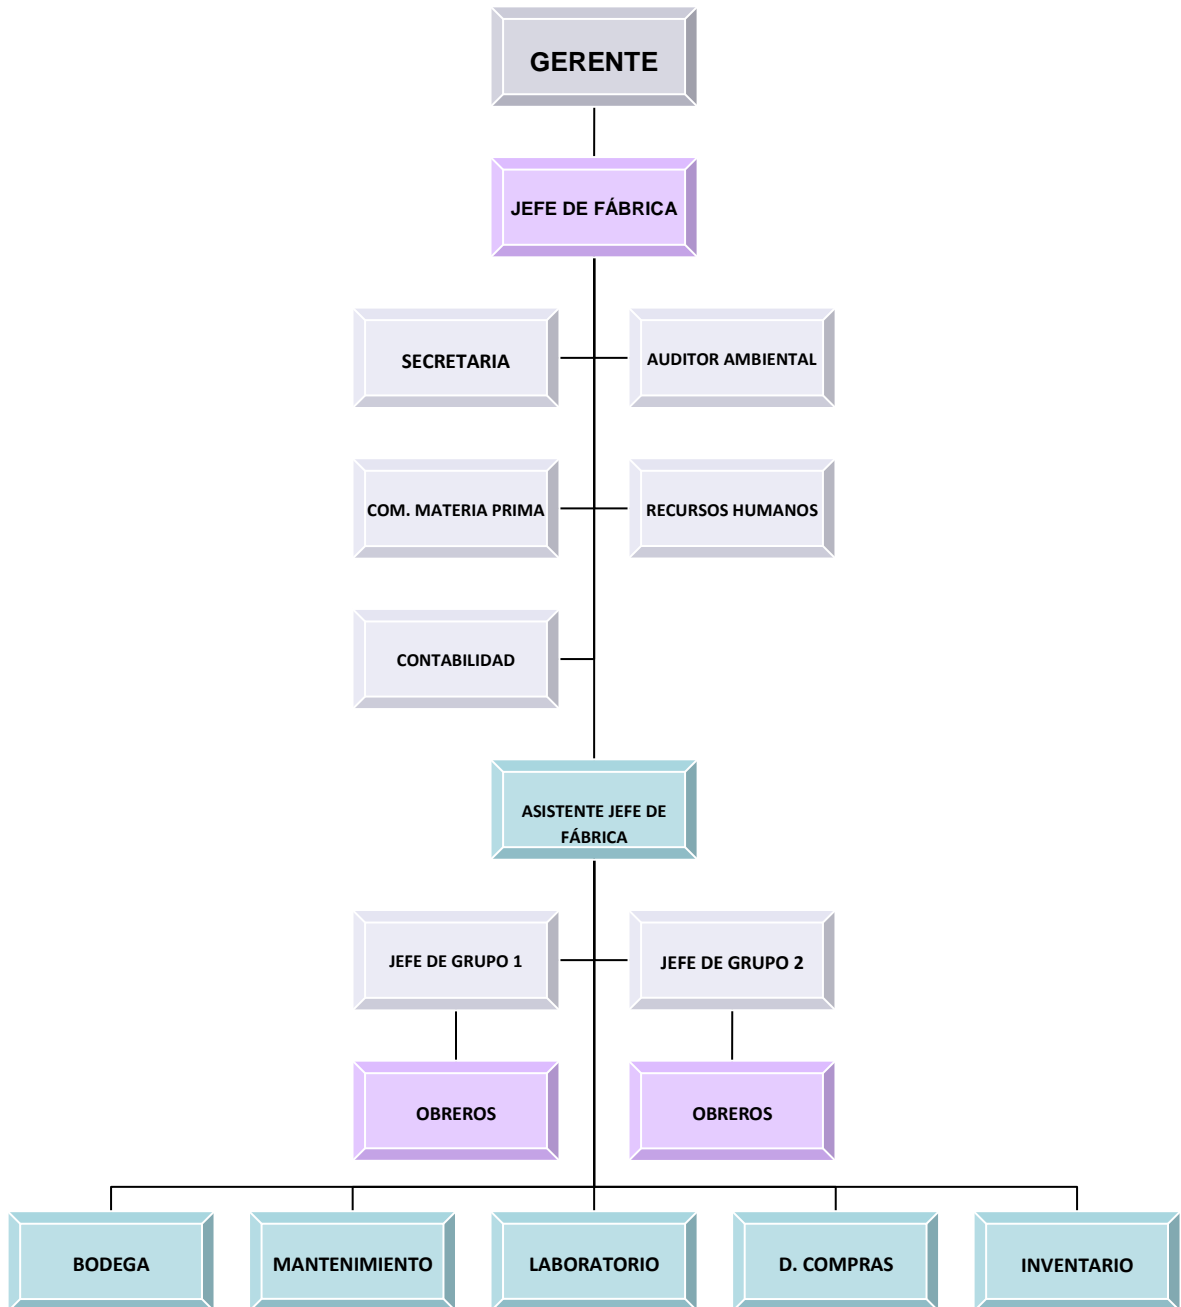 GERENTE
JEFE DE FÁBRICA
SECRETARIA
AUDITOR AMBIENTAL
COM. MATERIA PRIMA
RECURSOS HUMANOS
CONTABILIDAD
ASISTENTE JEFE DE
FÁBRICA
JEFE DE GRUPO 1
JEFE DE GRUPO 2
OBREROS
OBREROS
BODEGA
MANTENIMIENTO
LABORATORIO
D. COMPRAS
INVENTARIO